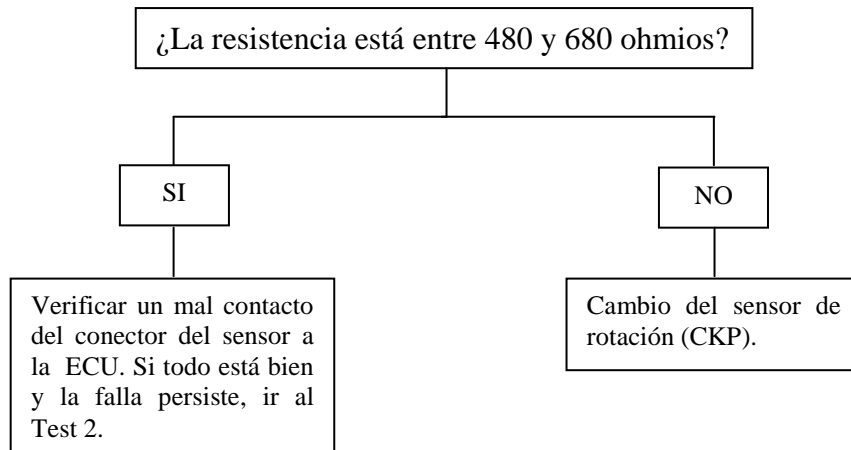 ¿La resistencia está entre 480 y 680 ohmios?
SI
NO
Verificar un mal contacto
del conector del sensor a
la ECU. Si todo está bien
y la falla persiste, ir al
Test 2.
Cambio del sensor de
rotación (CKP).